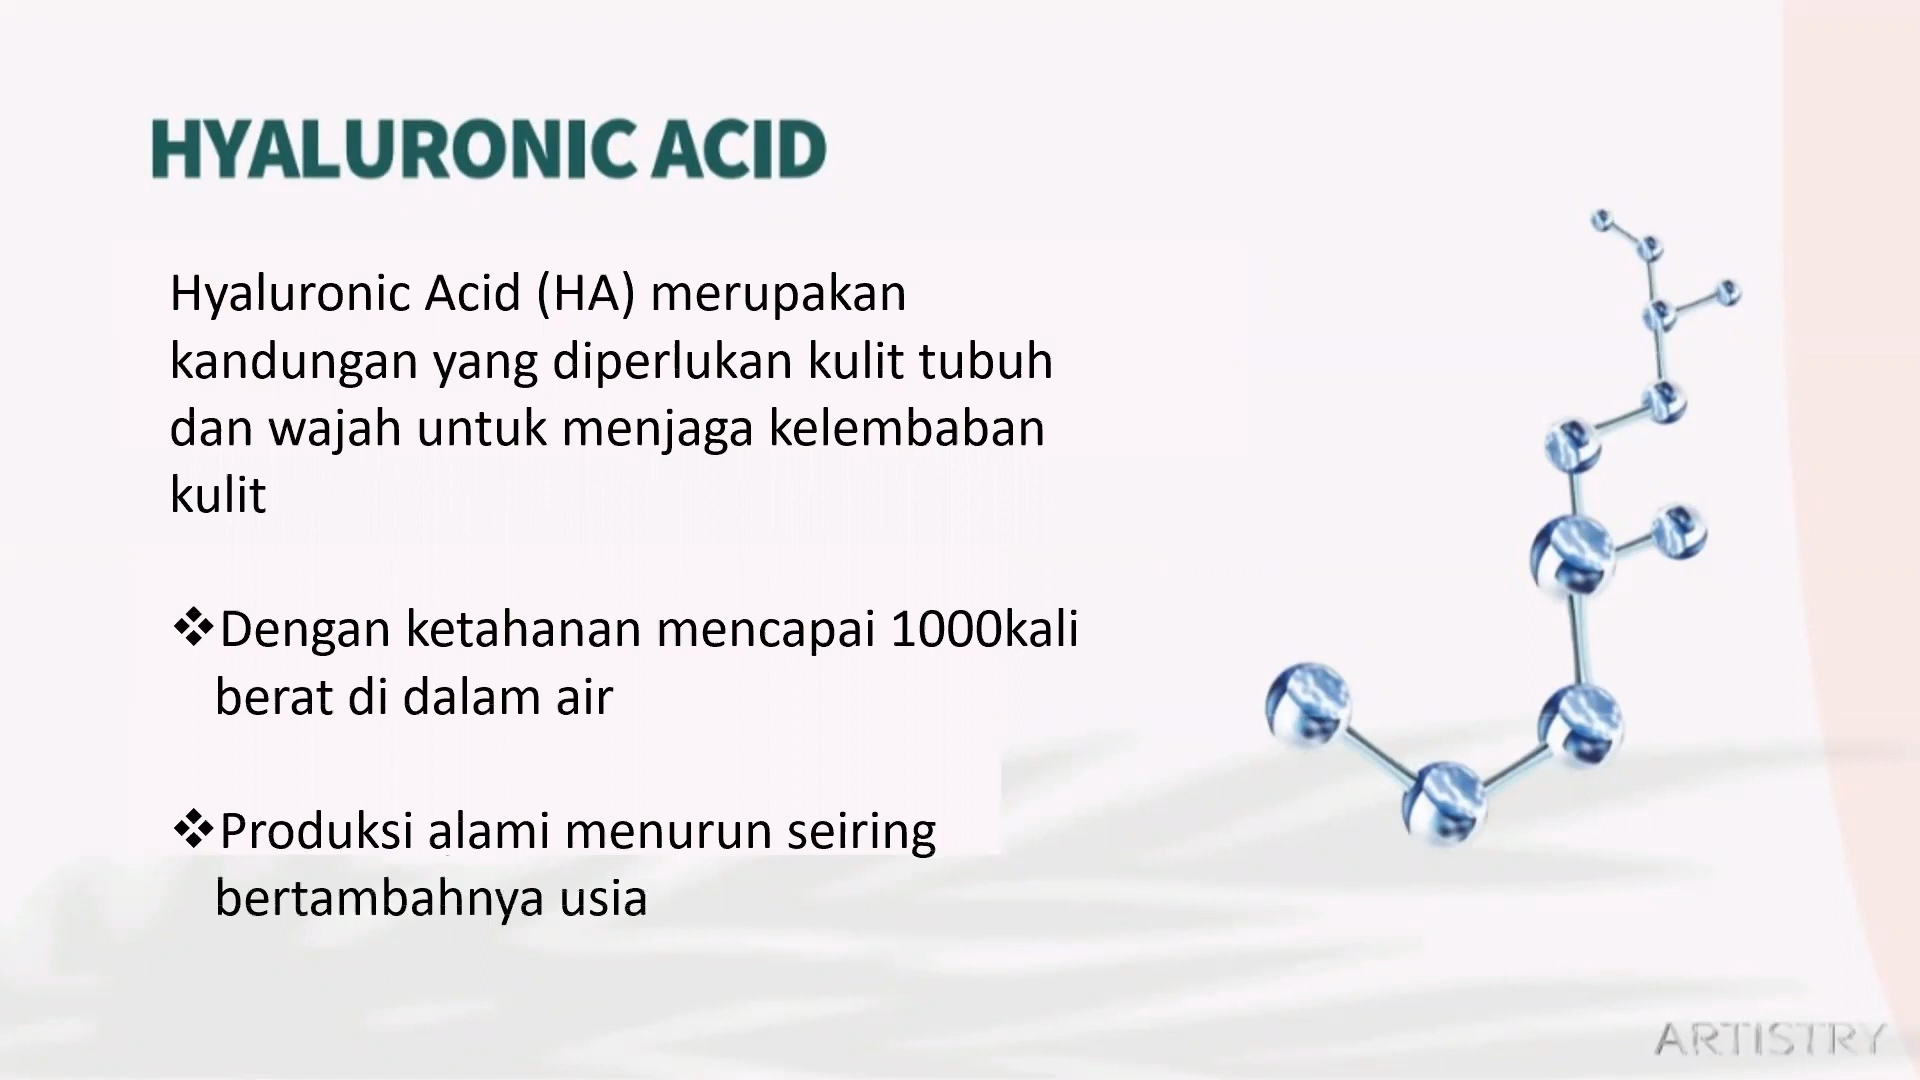 HYALURONIC ACID
Hyaluronic Acid (HA) merupakan
kandungan yang diperlukan kulit tubuh
dan wajah untuk menjaga kelembaban
kulit
❖Dengan ketahanan mencapai 1000kali
berat di dalam air
❖Produksi alami menurun seiring
bertambahnya usia
ARTISTRY